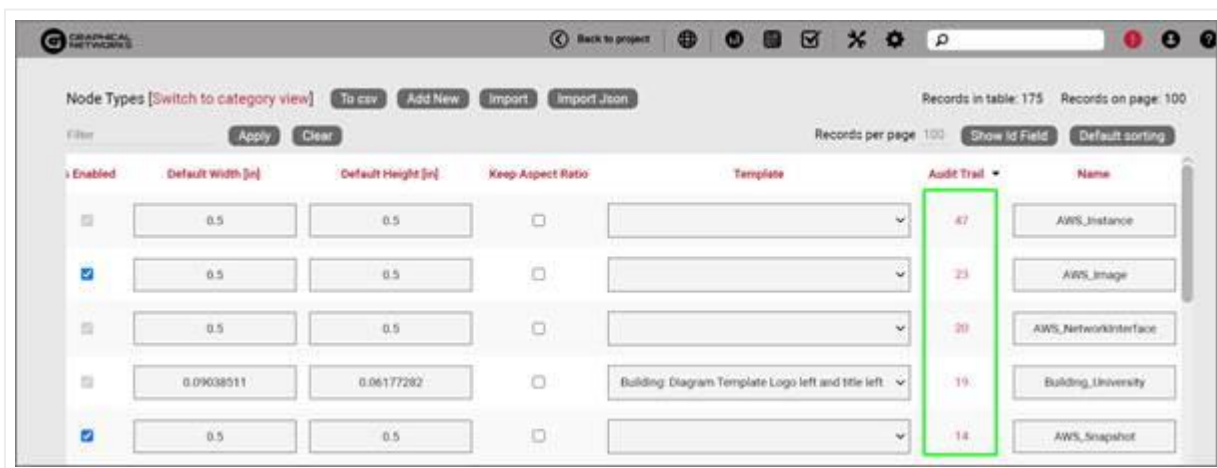 GRAPHICAL
NETWORKS
Back to project
Node Types [Switch to category view] To csv Add New Import Import Json Records in table: 175 Records on page: 100
Filter Apply Clear Records per page 100 Show Id Field Default sorting
s Enabled Default Width [in] Default Height [in] Keep Aspect Ratio Template Audit Trail Name
0.5 0.5 47 AWS_Instance
0.5 0.5 23 AWS_Image
0.5 0.5 20 AWS_NetworkInterface
0.09038511 0.06177282 Building: Diagram Template Logo left and title left 19 Building_University
0.5 0.5 14 AWS_Snapshot